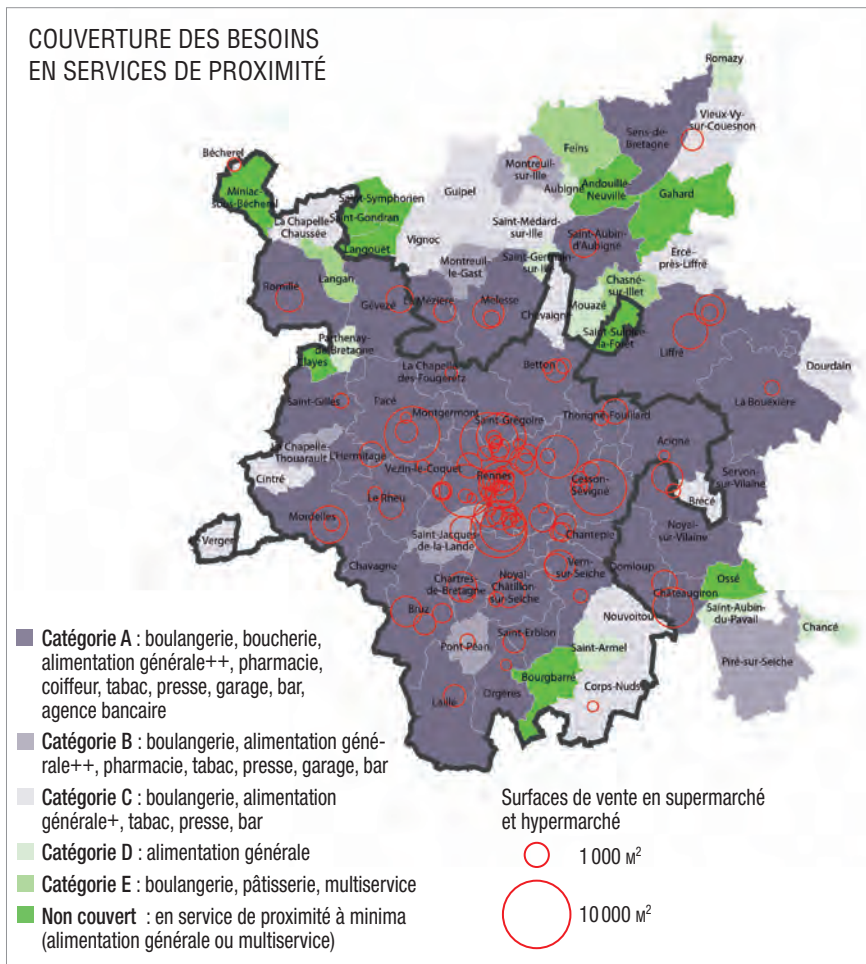 COUVERTURE DES BESOINS
EN SERVICES DE PROXIMITÉ
Romazy
Vieux-Vy-
sur-Couesnon
Sens-de-
Bretagne
Feins
Bécherel
Montreuil-
sur-Ille
Miniac-
sous-Bécherel
Guipel
Aubigné
Andouillé
Neuville
Gahard
Saint-Symphorien
La Chapelle-
Chaussée
Saint-Gondran
Saint-Médard-
sur-Ille
Vignoc
Saint-Aubin
d'Aubigné
Langouët
Montreuil-
le-Gast
Saint-Germain-
sur-Ille
Ercé-
près-Liffré
Langan
Romillé
Chasné-
sur-Illet
Gévezé
La Mézière
Melesse
Chevaigné
Mouazé
Saint-Sulpice-
la-Forêt
Parthenay-
de-Bretagne
Liffré
Clayes
La Chapelle-
des-Fougeretz
Betton
Dourdain
Saint-Gilles
Pacé
La Bouëxière
Montgermont
Saint-Grégoire
Thorigné-Fouillard
La Chapelle-
Thouarault
L'Hermitage
Acigné
Vezin-le-Coquet
Rennes
Cesson-
Sévigné
Servon-
sur-Vilaine
Cintré
Le Rheu
Brécé
Mordelles
Saint-Jacques-
de-la-Lande
Chantepie
Noyal-
sur-Vilaine
Verger
Chavagne
Vern-
sur-Seiche
Domloup
Ossé
Chartres-
de-Bretagne
Noyal-
Châtillon-
sur-Seiche
Châteaugiron
Bruz
Nouvoitou
Saint-Aubin-
du-Pavail
Chancé
Pont-Péan
Saint-Erblon
Saint-Armel
Piré-sur-Seiche
Bourgbarré
Corps-Nuds
Laillé
Orgères
Catégorie A : boulangerie, boucherie,
alimentation générale++, pharmacie,
coiffeur, tabac, presse, garage, bar,
agence bancaire
Catégorie B : boulangerie, alimentation géné-
rale++, pharmacie, tabac, presse, garage, bar
Catégorie C : boulangerie, alimentation
générale+, tabac, presse, bar
Catégorie D : alimentation générale
Catégorie E : boulangerie, pâtisserie, multiservice
Non couvert : en service de proximité à minima
(alimentation générale ou multiservice)
Surfaces de vente en supermarché
et hypermarché
1 000 M²
10 000 M²